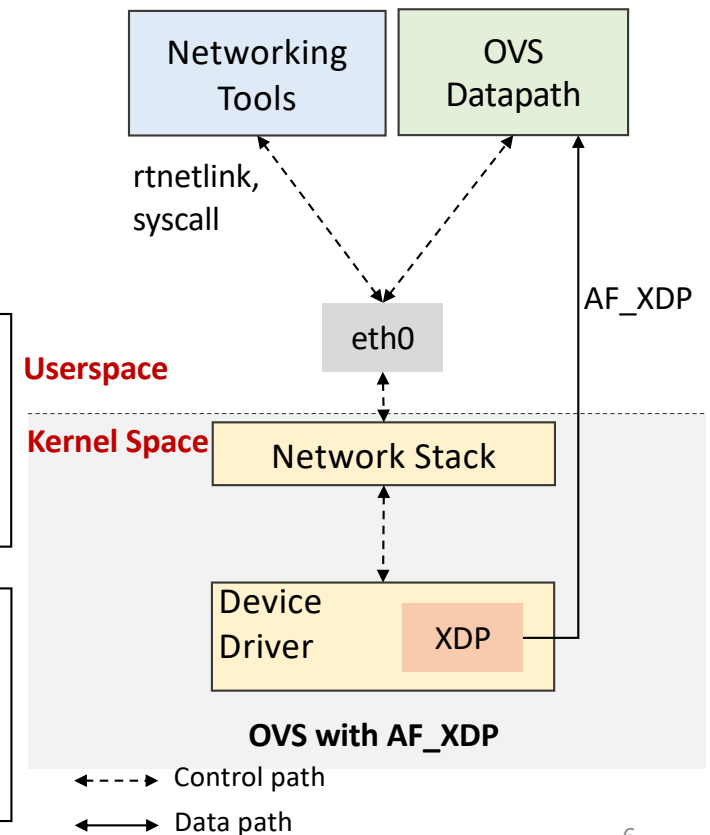 Networking
Tools
OVS
Datapath
rtnetlink,
syscall
AF_XDP
eth0
Userspace
Kernel Space
Network Stack
Device
Driver
XDP
OVS with AF_XDP
Control path
Data path